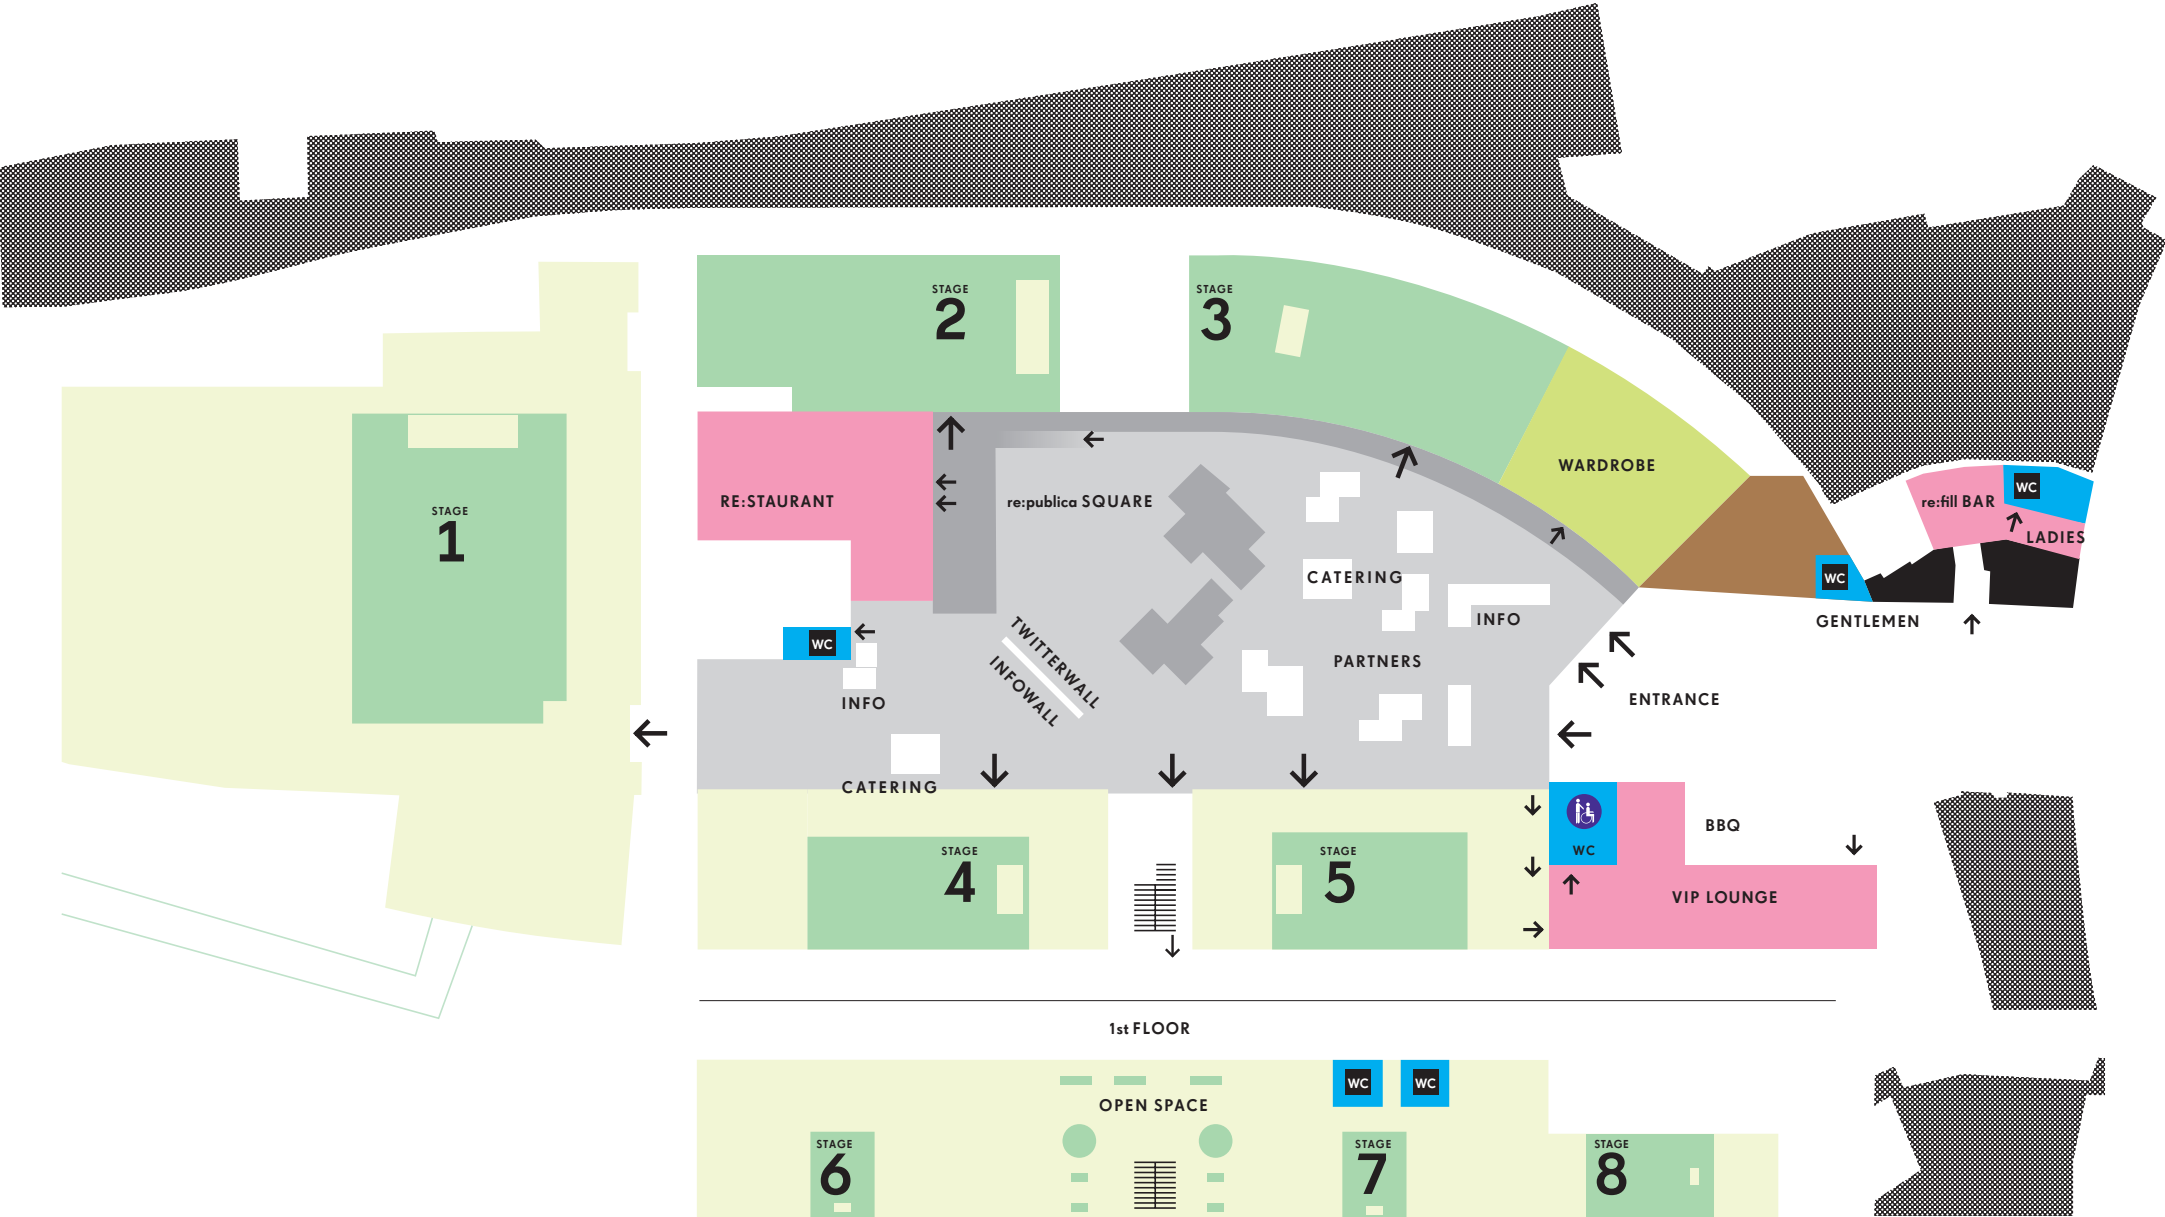 STAGE
2
STAGE
3
WARDROBE
STAGE
1
RE:STAURANT
re:publica SQUARE
re:fill BAR
WC
LADIES
CATERING
WC
INFO
GENTLEMEN
WC
TWITTERWALL
INFOWALL
PARTNERS
INFO
ENTRANCE
CATERING
STAGE
4
STAGE
5
WC
BBQ
VIP LOUNGE
1st FLOOR
WC
WC
OPEN SPACE
STAGE
6
STAGE
7
STAGE
8